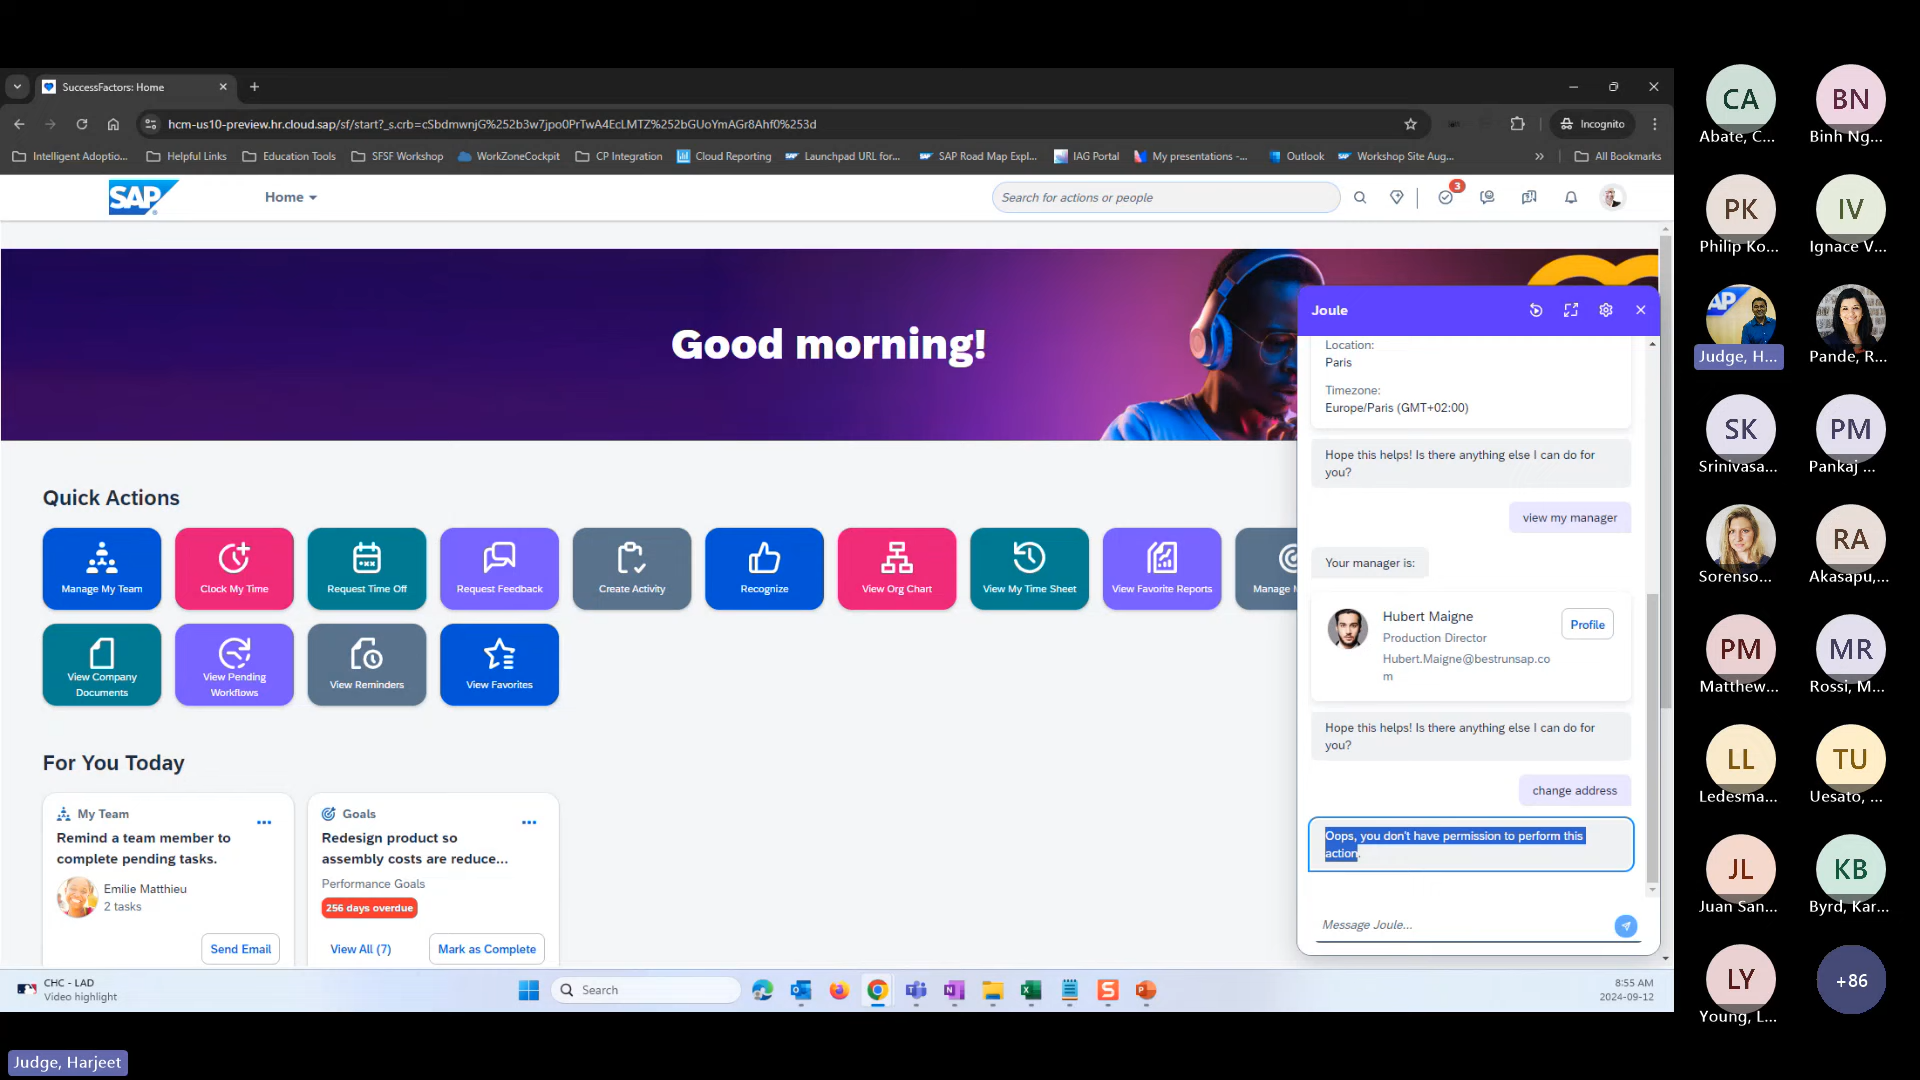 SuccessFactors: Home
hcm-us10-preview.hr.cloud.sap/sf/start?_s.crb=cSbdmwnjG%252b3w7jpo0PrTwA4EcLMTZ%252bGUoYmAGr8Ahf0%253d
Incognito
Intelligent Adoptio...
Helpful Links
Education Tools
SFSF Workshop
WorkZoneCockpit
CP Integration
Cloud Reporting
Launchpad URL for...
SAP Road Map Expl...
IAG Portal
My presentations -...
Outlook
Workshop Site Aug...
»
All Bookmarks
SAP
Home
Search for actions or people
3
Good morning!
Quick Actions
Manage My Team
Clock My Time
Request Time Off
Request Feedback
Create Activity
Recognize
View Org Chart
View My Time Sheet
View Favorite Reports
Manage M
View Company
Documents
View Pending
Workflows
View Reminders
View Favorites
For You Today
My Team
Remind a team member to
complete pending tasks.
Emilie Matthieu
2 tasks
Send Email
Goals
Redesign product so
assembly costs are reduce...
Performance Goals
256 days overdue
View All (7)
Mark as Complete
Joule
Location:
Paris
Timezone:
Europe/Paris (GMT+02:00)
Hope this helps! Is there anything else I can do for
you?
view my manager
Your manager is:
Hubert Maigne
Production Director
Hubert.Maigne@bestrunsap.co
m
Profile
Hope this helps! Is there anything else I can do for
you?
change address
Oops, you don't have permission to perform this
action.
Message Joule...
CHC - LAD
Video highlight
Search
8:55 AM
2024-09-12
CA
Abate, C...
BN
Binh Ng...
PK
Philip Ko...
IV
Ignace V...
AP
Judge, H...
Pande, R...
SK
Srinivasa...
PM
Pankaj ...
Sorenso...
RA
Akasapu,...
PM
Matthew...
MR
Rossi, M...
LL
Ledesma...
TU
Uesato, ...
JL
Juan San...
KB
Byrd, Kar...
LY
Young, L...
+86
Judge, Harjeet